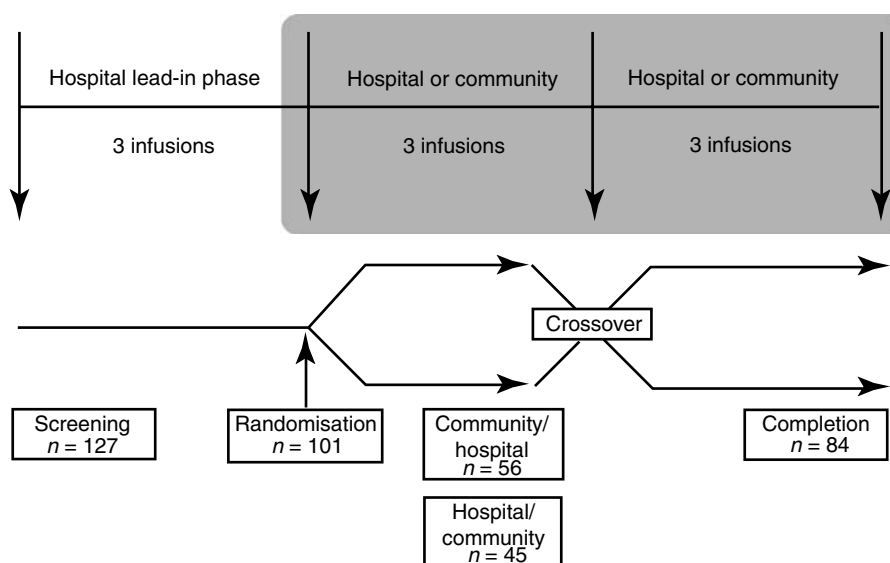 Hospital lead-in phase
Hospital or community
Hospital or community
3 infusions
3 infusions
3 infusions
Crossover
Screening
n = 127
Randomisation
n = 101
Community/
hospital
n = 56
Completion
n = 84
Hospital/
community
n = 45